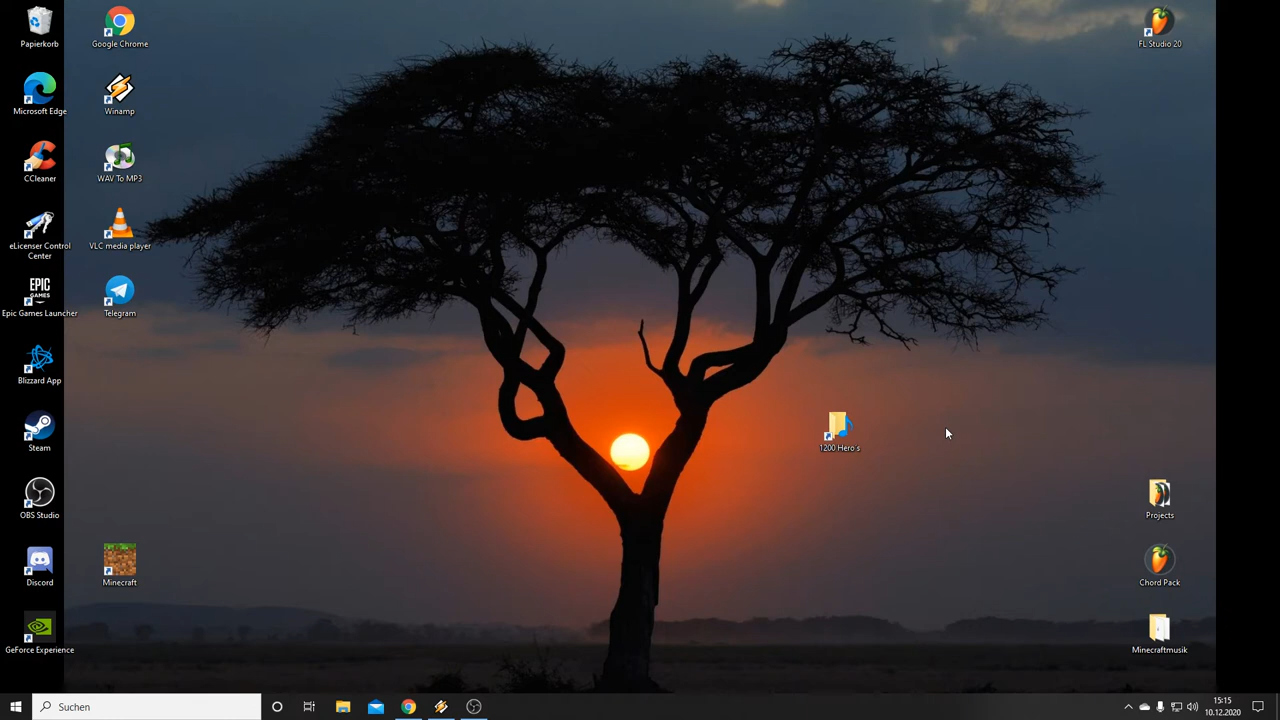 Papierkorb
Google Chrome
FL Studio 20
Microsoft Edge
Winamp
CCleaner
WAV To MP3
eLicenser Control
Center
VLC media player
EPIC
GAMES
Epic Games Launcher
Telegram
Blizzard App
Steam
1200 Hero's
OBS Studio
Projects
Discord
Minecraft
Chord Pack
GeForce Experience
Minecraftmusik
Suchen
15:15
10.12.2020